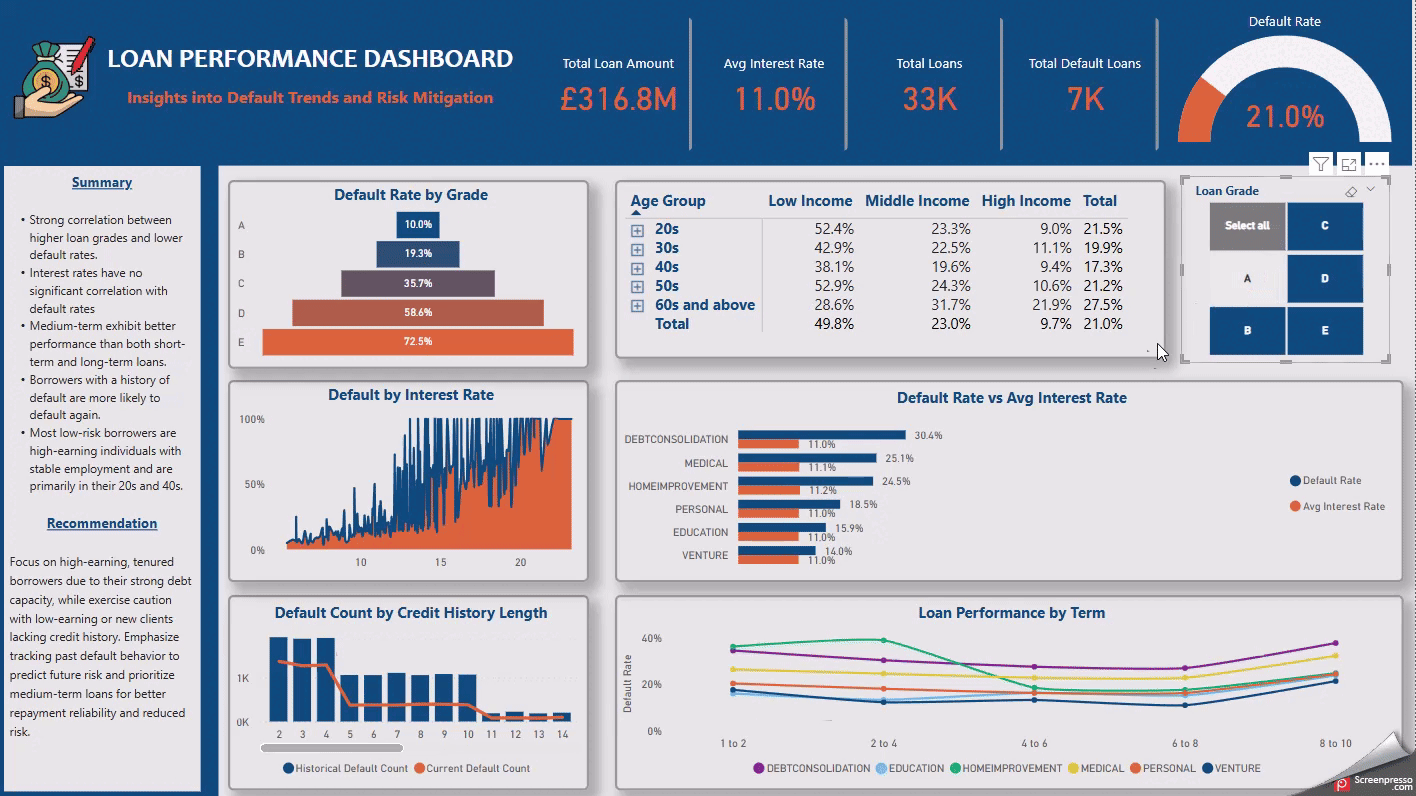 LOAN PERFORMANCE DASHBOARD
Insights into Default Trends and Risk Mitigation
Total Loan Amount
£316.8M
Avg Interest Rate
11.0%
Total Loans
33K
Total Default Loans
7K
Default Rate
21.0%
Summary
• Strong correlation between
higher loan grades and lower
default rates.
• Interest rates have no
significant correlation with
default rates
• Medium-term exhibit better
performance than both short-
term and long-term loans.
• Borrowers with a history of
default are more likely to
default again.
• Most low-risk borrowers are
high-earning individuals with
stable employment and are
primarily in their 20s and 40s.
Recommendation
Focus on high-earning, tenured
borrowers due to their strong debt
capacity, while exercise caution
with low-earning or new clients
lacking credit history. Emphasize
tracking past default behavior to
predict future risk and prioritize
medium-term loans for better
repayment reliability and reduced
risk.
Default Rate by Grade
A 10.0%
B 19.3%
C 35.7%
D 58.6%
E 72.5%
Age Group Low Income Middle Income High Income Total
20s 52.4% 23.3% 9.0% 21.5%
30s 42.9% 22.5% 11.1% 19.9%
40s 38.1% 19.6% 9.4% 17.3%
50s 52.9% 24.3% 10.6% 21.2%
60s and above 28.6% 31.7% 21.9% 27.5%
Total 49.8% 23.0% 9.7% 21.0%
Loan Grade
Select all C
A D
B E
Default by Interest Rate
100%
50%
0%
10 15 20
Default Rate vs Avg Interest Rate
DEBTCONSOLIDATION 30.4%
11.0%
MEDICAL 25.1%
11.1%
HOMEIMPROVEMENT 24.5%
11.2%
PERSONAL 18.5%
11.0%
EDUCATION 15.9%
11.0%
VENTURE 14.0%
11.0%
Default Rate
Avg Interest Rate
Default Count by Credit History Length
1K
0K
2 3 4 5 6 7 8 9 10 11 12 13 14
Historical Default Count Current Default Count
Loan Performance by Term
Default Rate
40%
20%
0%
1 to 2 2 to 4 4 to 6 6 to 8 8 to 10
DEBTCONSOLIDATION EDUCATION HOMEIMPROVEMENT MEDICAL PERSONAL VENTURE
Screenpresso
.com